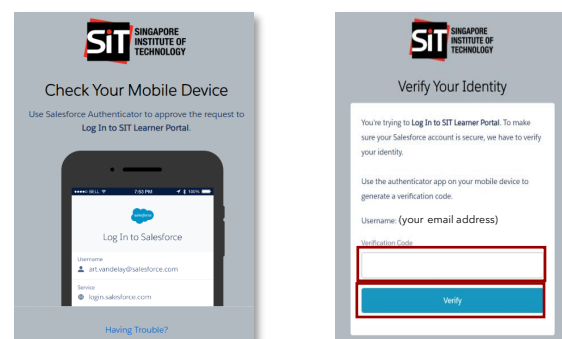 SiT
SINGAPORE
INSTITUTE OF
TECHNOLOGY
Check Your Mobile Device
Use Salesforce Authenticator to approve the request to
Log In to SIT Learner Portal.
BELL 7:53 PM 100%
salesforce
Log In to Salesforce
Username
art.vandelay@salesforce.com
Service
login.salesforce.com
Having Trouble?
SiT
SINGAPORE
INSTITUTE OF
TECHNOLOGY
Verify Your Identity
You're trying to Log In to SIT Learner Portal. To make
sure your Salesforce account is secure, we have to verify
your identity.
Use the authenticator app on your mobile device to
generate a verification code.
Username: (your email address)
Verification Code
Verify